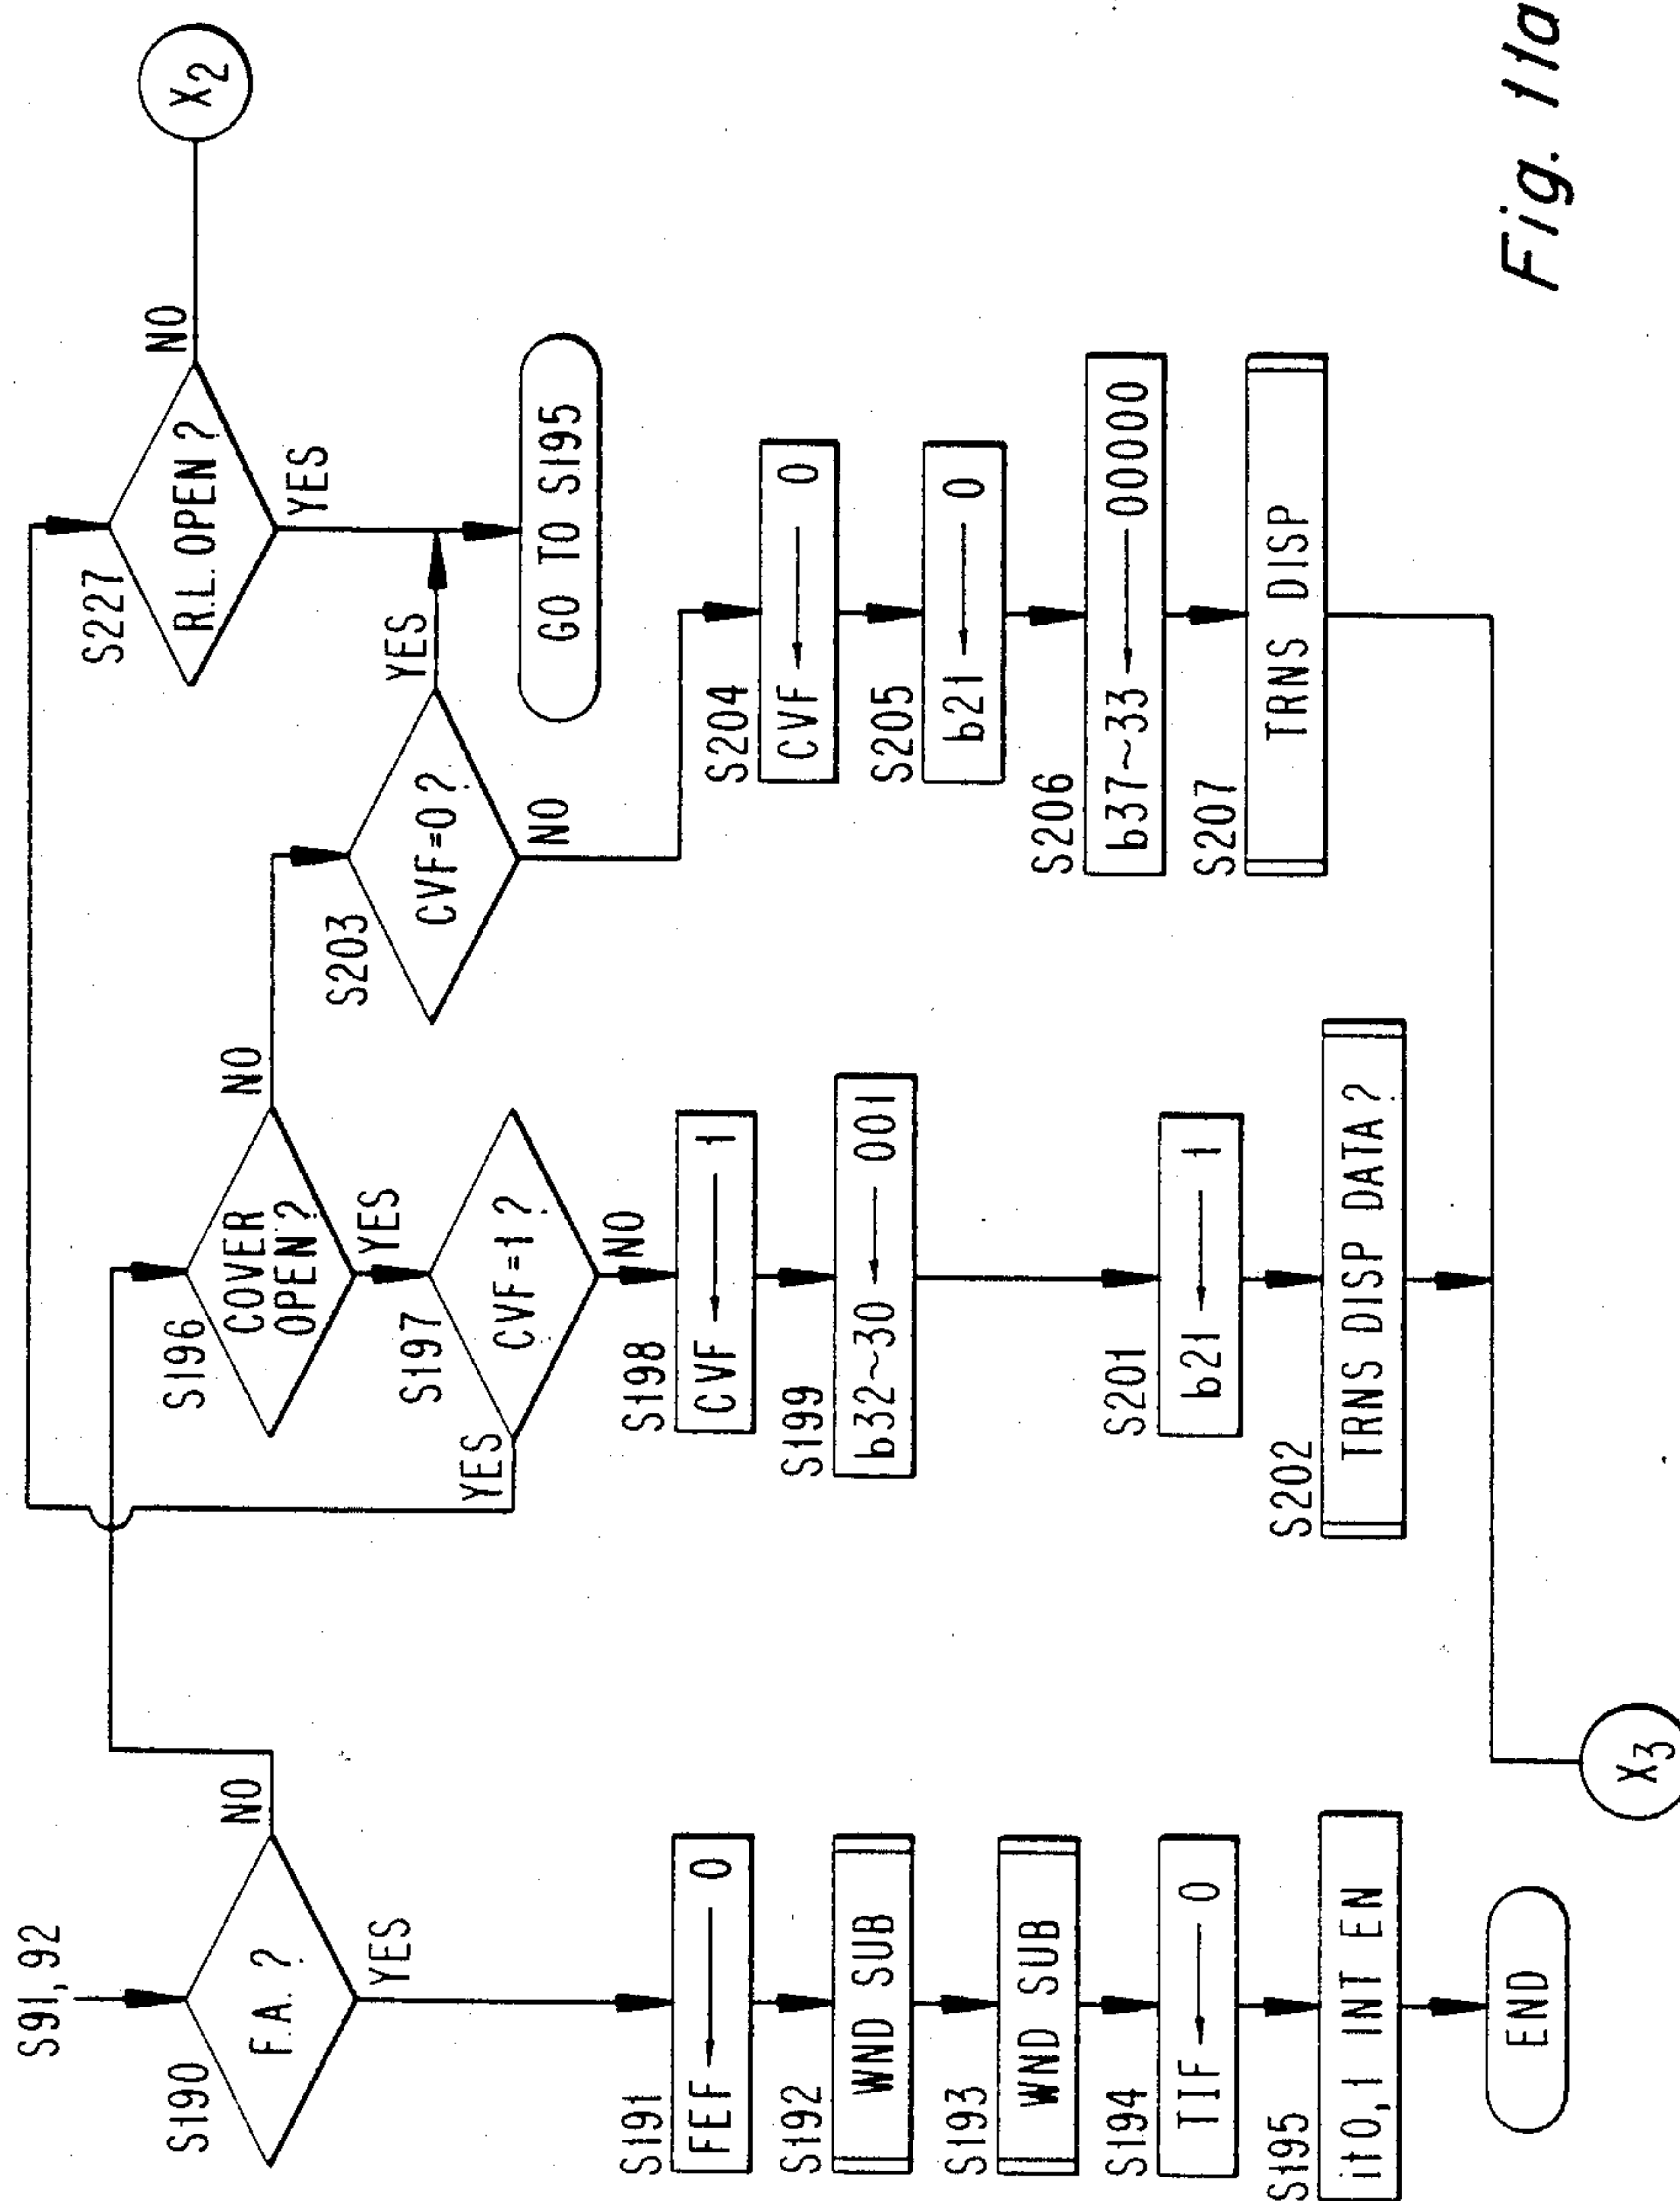 S91, 92
S190
F.A. ?
NO
YES
S191
FEF ← 0
S192
WND SUB
S193
WND SUB
S194
TIF ← 0
S195
it0,1 INT EN
END
S196
COVER
OPEN ?
NO
YES
S197
CVF=1 ?
YES
NO
S198
CVF ← 1
S199
b32~30 ← 001
S201
b21 ← 1
S202
TRNS DISP DATA ?
S203
CVF=0 ?
YES
NO
S204
CVF ← 0
S205
b21 ← 0
S206
b37~33 ← 00000
S207
TRNS DISP
S227
R.L. OPEN ?
NO
YES
GO TO S195
X2
X3
Fig. 11a